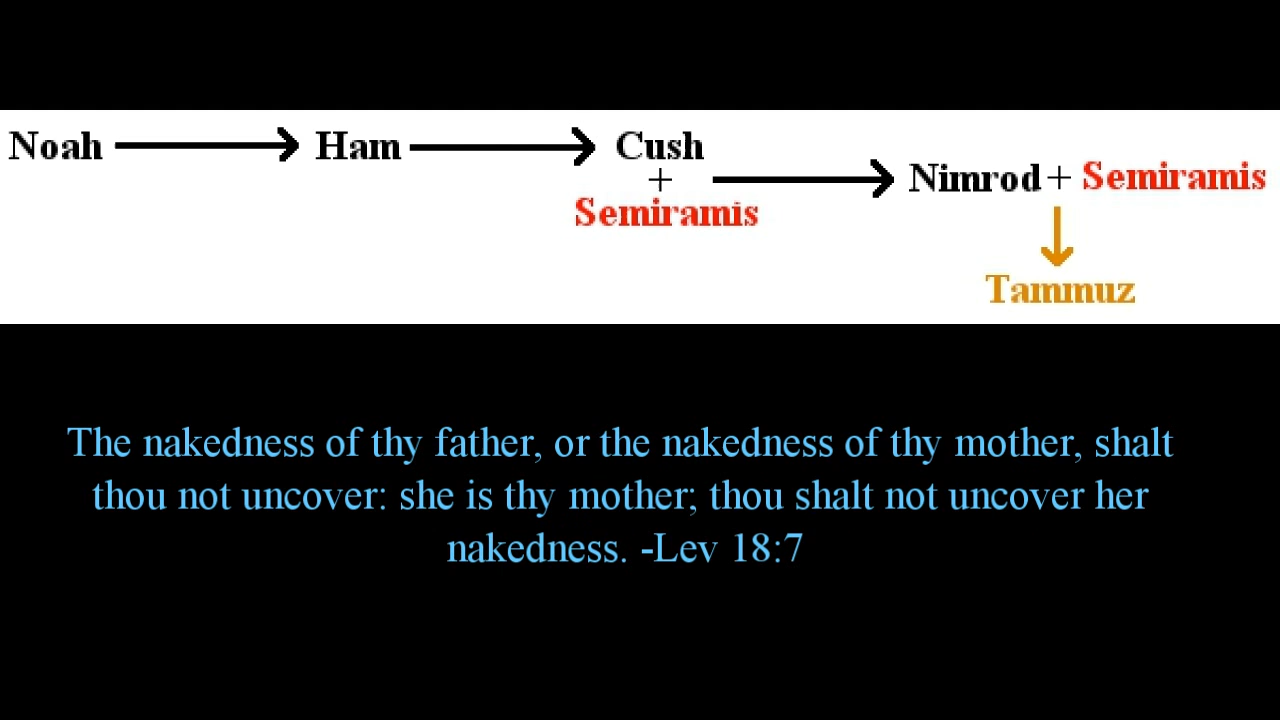 Noah Ham Cush
+
Nimrod + Semiramis
Semiramis
Tammuz
The nakedness of thy father, or the nakedness of thy mother, shalt
thou not uncover: she is thy mother; thou shalt not uncover her
nakedness. -Lev 18:7